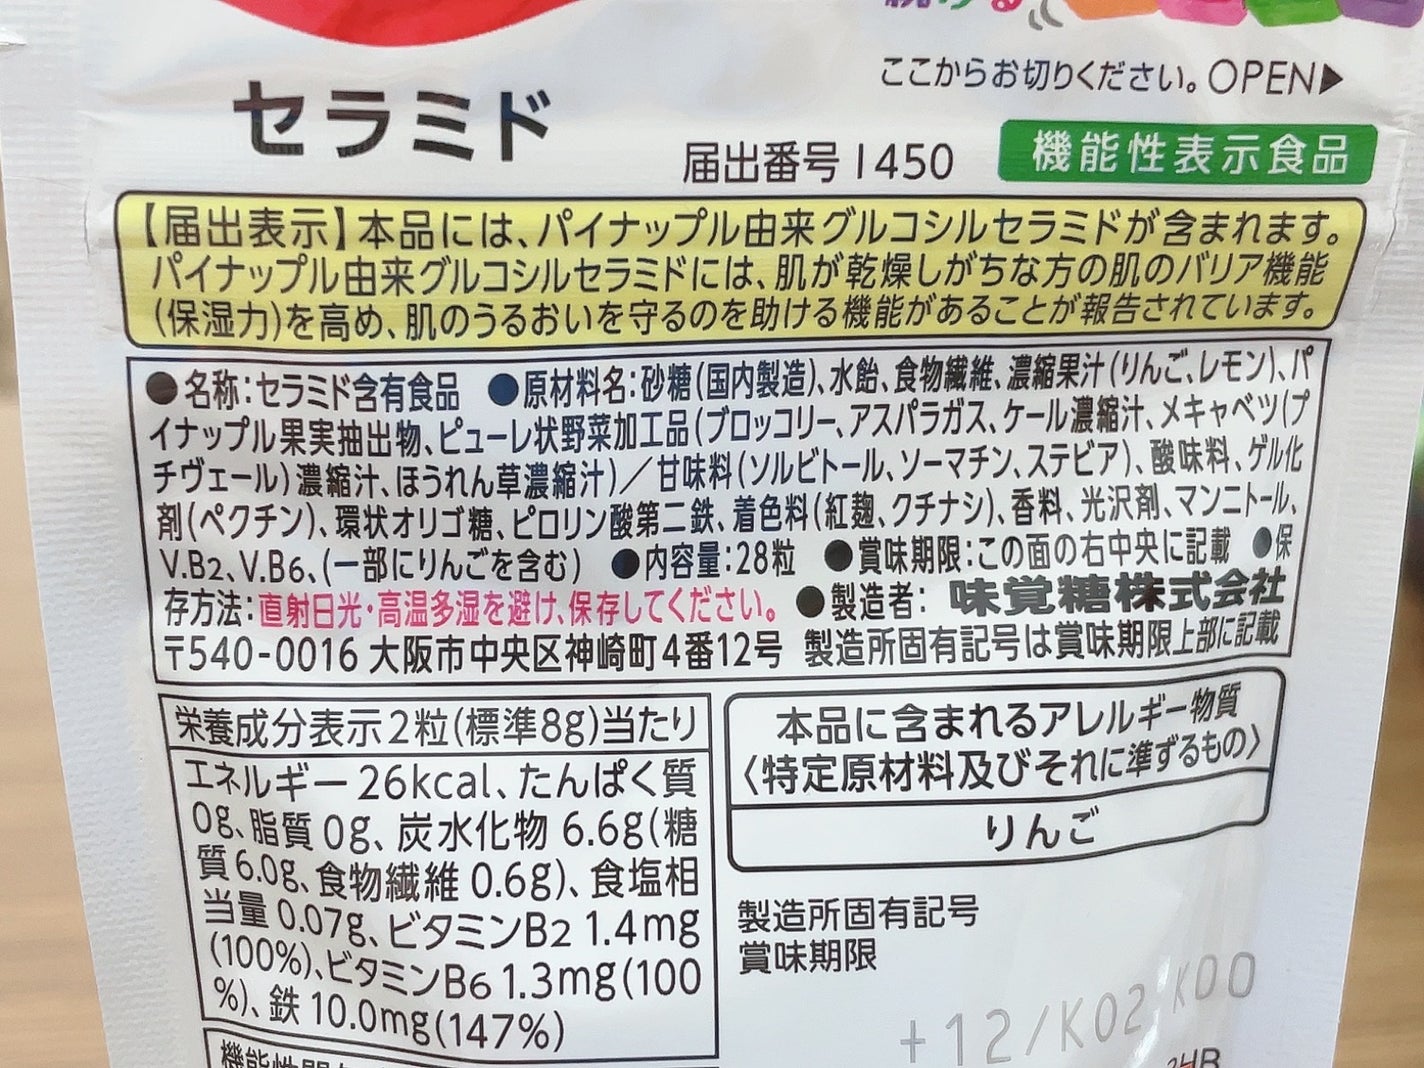 ここからお切りください。OPEN▶
セラミド
届出番号1450
機能性表示食品
【届出表示】本品には、パイナップル由来グルコシルセラミドが含まれます。
パイナップル由来グルコシルセラミドには、肌が乾燥しがちな方の肌のバリア機能
(保湿力)を高め、肌のうるおいを守るのを助ける機能があることが報告されています。
●名称:セラミド含有食品 ●原材料名:砂糖(国内製造)、水飴、食物繊維、濃縮果汁(りんご、レモン)、パ
イナップル果実抽出物、ピューレ状野菜加工品(ブロッコリー、アスパラガス、ケール濃縮汁、メキャベツ(プ
チヴェール)濃縮汁、ほうれん草濃縮汁)/甘味料(ソルビトール、ソーマチン、ステビア)、酸味料、ゲル化
剤(ペクチン)、環状オリゴ糖、ピロリン酸第二鉄、着色料(紅麹、クチナシ)、香料、光沢剤、マンニトール、
V.B2、V.B6、(一部にりんごを含む) ●内容量:28粒 ●賞味期限:この面の右中央に記載 ●保
存方法:直射日光・高温多湿を避け、保存してください。 ●製造者: 味覚糖株式会社
〒540-0016 大阪市中央区神崎町4番12号 製造所固有記号は賞味期限上部に記載
栄養成分表示2粒(標準8g)当たり
エネルギー 26kcal、たんぱく質
0g、脂質 0g、炭水化物 6.6g(糖
質6.0g、食物繊維 0.6g)、食塩相
当量 0.07g、ビタミンB2 1.4mg
(100%)、ビタミンB6 1.3mg(100
%)、鉄 10.0mg(147%)
本品に含まれるアレルギー物質
〈特定原材料及びそれに準ずるもの〉
りんご
製造所固有記号
賞味期限
+12/K02 KDO